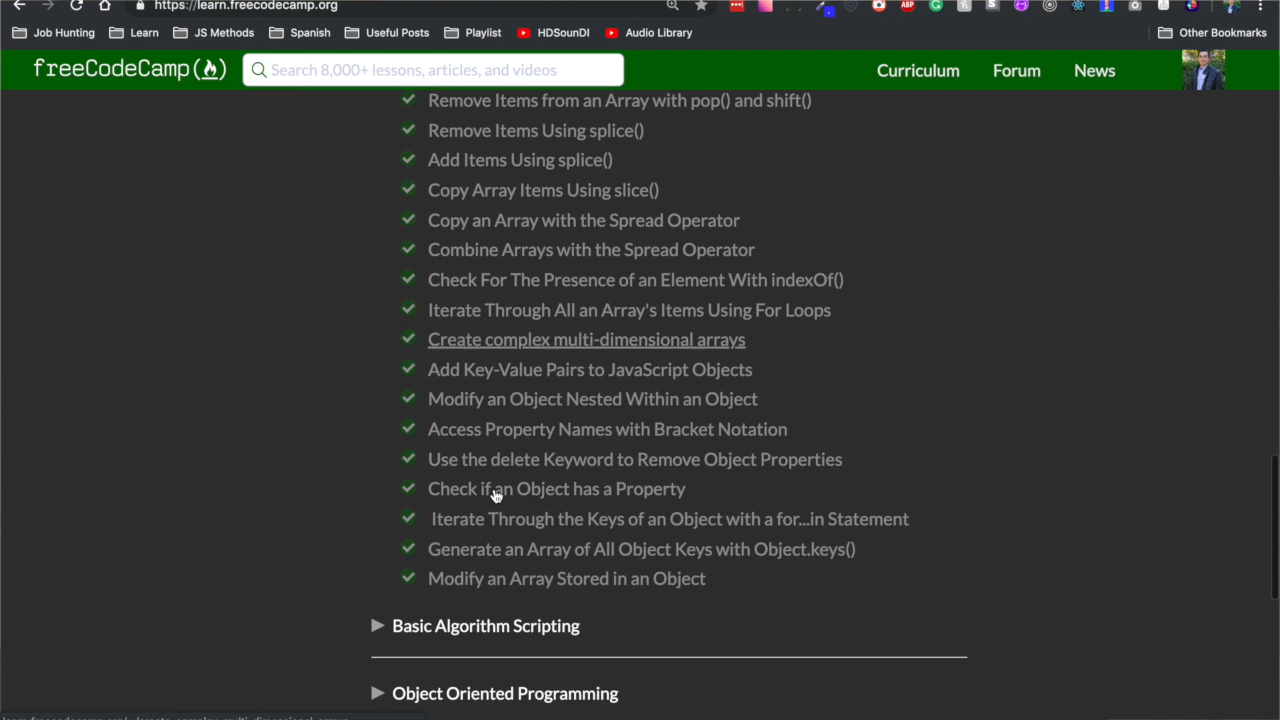 https://learn.freecodecamp.org
Job Hunting
Learn
JS Methods
Spanish
Useful Posts
Playlist
HDSounDI
Audio Library
Other Bookmarks
freeCodeCamp
Search 8,000+ lessons, articles, and videos
Curriculum
Forum
News
Remove Items from an Array with pop() and shift()
Remove Items Using splice()
Add Items Using splice()
Copy Array Items Using slice()
Copy an Array with the Spread Operator
Combine Arrays with the Spread Operator
Check For The Presence of an Element With indexOf()
Iterate Through All an Array's Items Using For Loops
Create complex multi-dimensional arrays
Add Key-Value Pairs to JavaScript Objects
Modify an Object Nested Within an Object
Access Property Names with Bracket Notation
Use the delete Keyword to Remove Object Properties
Check if an Object has a Property
Iterate Through the Keys of an Object with a for...in Statement
Generate an Array of All Object Keys with Object.keys()
Modify an Array Stored in an Object
Basic Algorithm Scripting
Object Oriented Programming